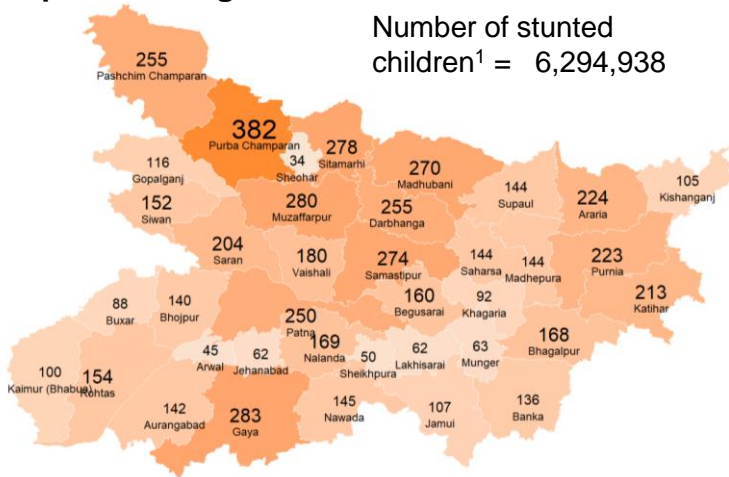 Number of stunted
children¹ = 6,294,938
255
Pashchim Champaran
382
Purba Champaran
34
Sheohar
278
Sitamarhi
116
Gopalganj
270
Madhubani
144
Supaul
224
Araria
105
Kishanganj
152
Siwan
280
Muzaffarpur
255
Darbhanga
204
Saran
180
Vaishali
274
Samastipur
144
Saharsa
144
Madhepura
223
Purnia
88
Buxar
140
Bhojpur
250
Patna
160
Begusarai
92
Khagaria
213
Katihar
100
Kaimur (Bhabua)
154
Rohtas
45
Arwal
62
Jehanabad
169
Nalanda
50
Sheikhpura
62
Lakhisarai
63
Munger
168
Bhagalpur
142
Aurangabad
283
Gaya
145
Nawada
107
Jamui
136
Banka